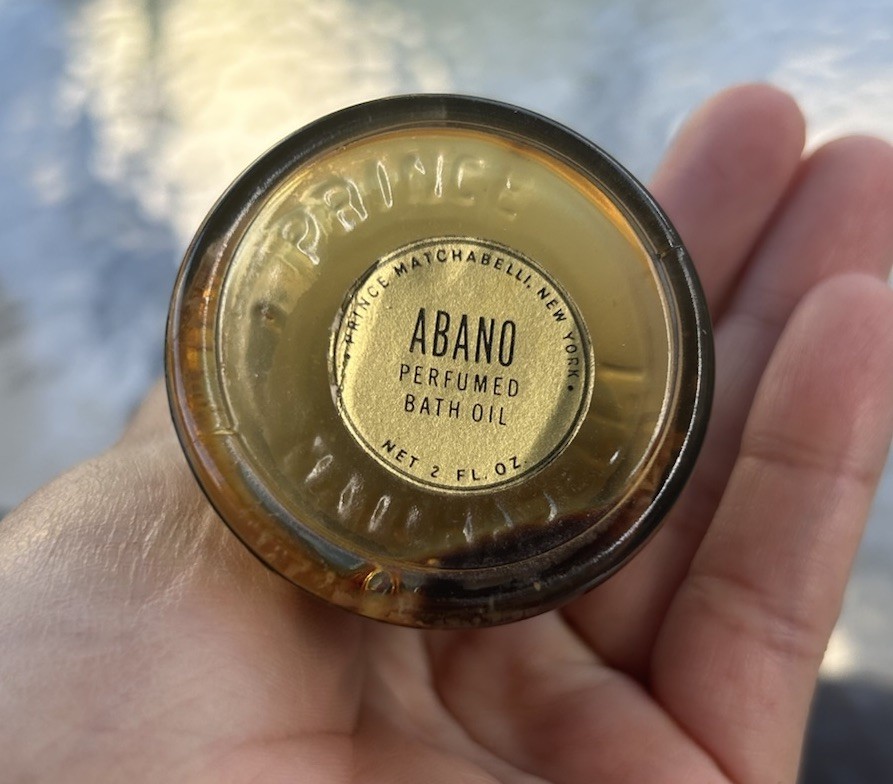 PRINCE
• PRINCE MATCHABELLI, NEW YORK •
ABANO
PERFUMED
BATH OIL
NET 2 FL. OZ.